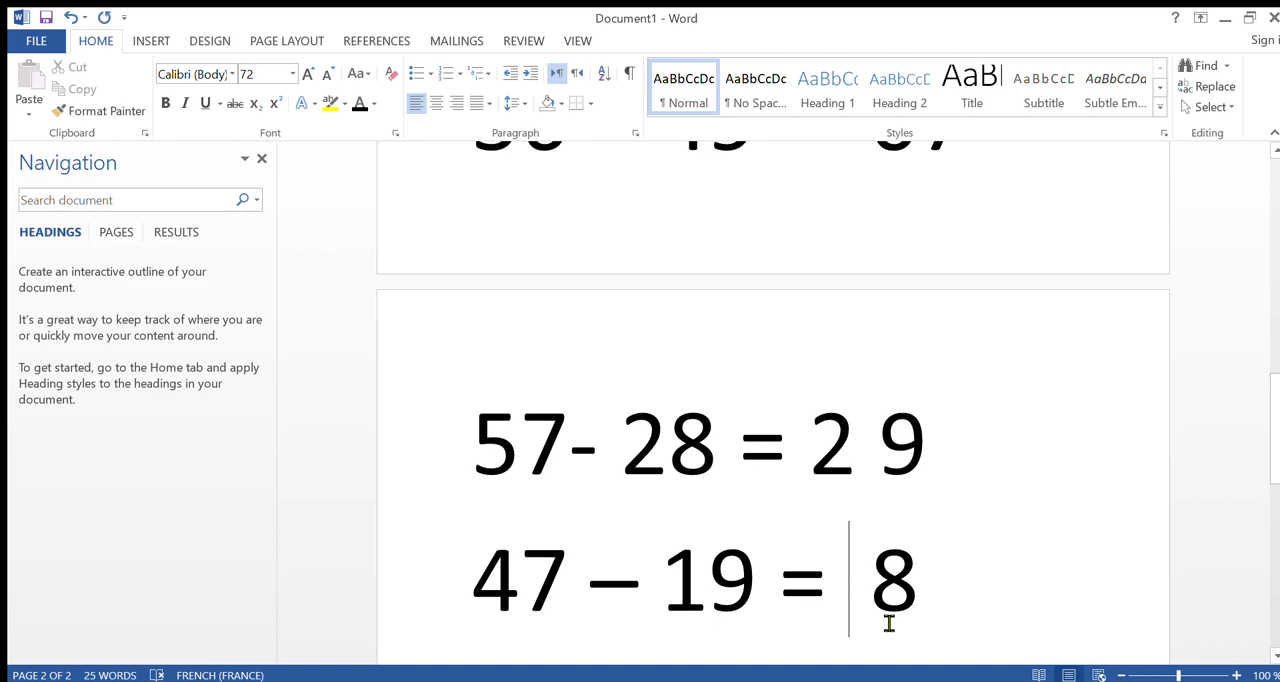 Document1 - Word
?
FILE HOME INSERT DESIGN PAGE LAYOUT REFERENCES MAILINGS REVIEW VIEW
Sign i
Paste
Cut
Copy
Format Painter
Clipboard
Calibri (Body) 72
Aa
B I U abc X₂ X² A A
Font
Paragraph
AaBbCcDc AaBbCcDc AaBbCc AaBbCcD AaBl AaBbCcD AaBbCcDa
¶ Normal ¶ No Spac... Heading 1 Heading 2 Title Subtitle Subtle Em...
Styles
Find
Replace
Select
Editing
Navigation
Search document
HEADINGS PAGES RESULTS
Create an interactive outline of your
document.
It's a great way to keep track of where you are
or quickly move your content around.
To get started, go to the Home tab and apply
Heading styles to the headings in your
document.
57- 28 = 2 9
47 – 19 = 8
PAGE 2 OF 2 25 WORDS FRENCH (FRANCE)
100 %